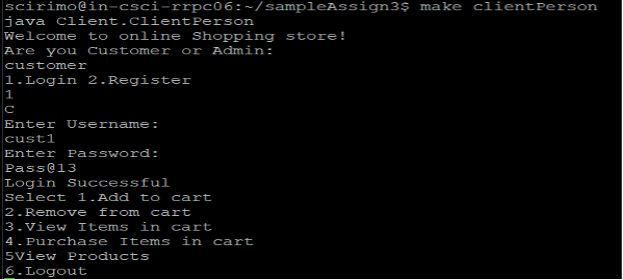 scirimo@in-csci-rrpc06:~/sampleAssign3$ make clientPerson
java Client.ClientPerson
Welcome to online Shopping store!
Are you Customer or Admin:
customer
1.Login 2.Register
1
C
Enter Username:
cust1
Enter Password:
Pass@13
Login Successful
Select 1.Add to cart
2.Remove from cart
3.View Items in cart
4.Purchase Items in cart
5View Products
6.Logout